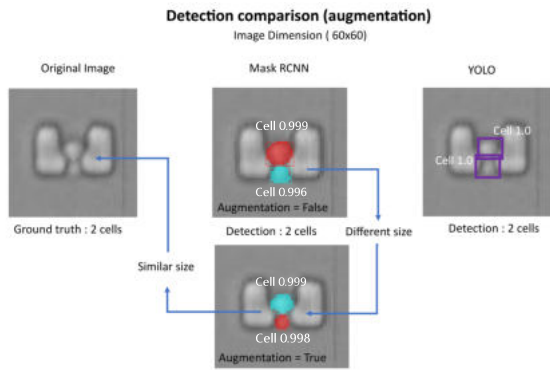 Detection comparison (augmentation)
Image Dimension ( 60x60)
Original Image
Mask RCNN
YOLO
Cell 0.999
Cell 0.996
Augmentation = False
Cell 1.0
Cell 1.0
Ground truth : 2 cells
Detection : 2 cells
Different size
Detection : 2 cells
Similar size
Cell 0.999
Cell 0.998
Augmentation = True